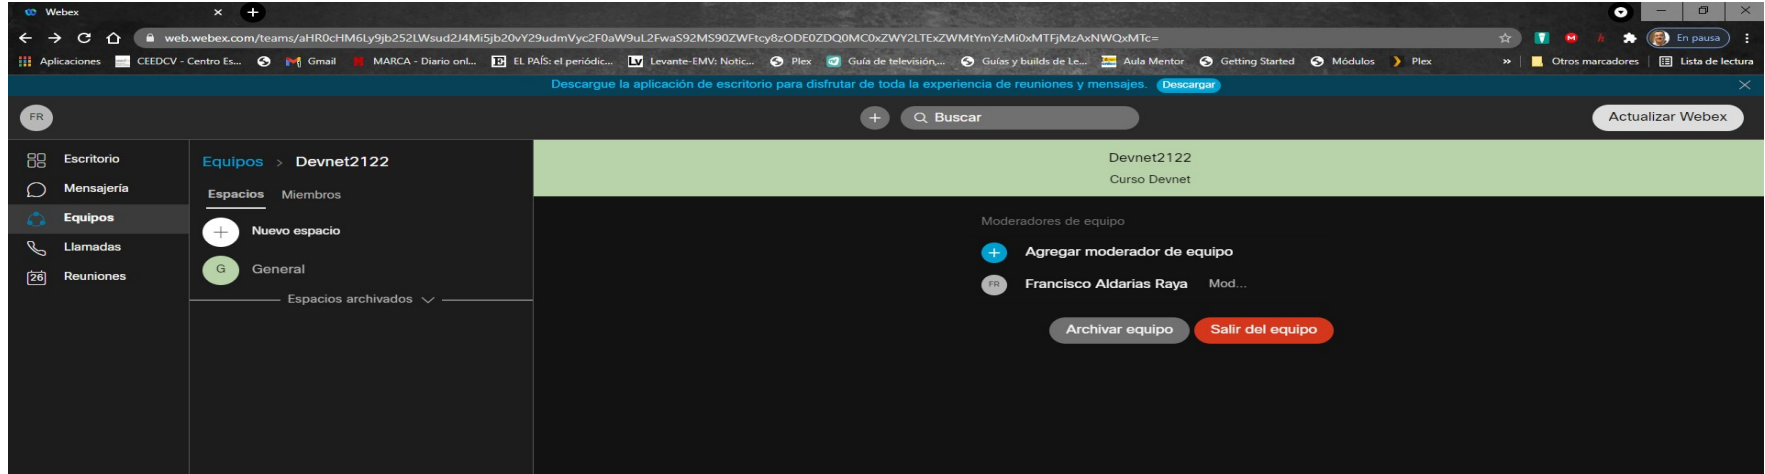 Webex
web.webex.com/teams/aHR0cHM6Ly9jb252LWsud2J4Mi5jb20vY29udmVyc2F0aW9uL2FwaS92MS90ZWFtcy8zODE0ZDQ0MC0xZWY2LTExZWMtYmYzMi0xMTFjMzAxNWQxMTc=
En pausa
Aplicaciones CEEDCV - Centro Es... Gmail MARCA - Diario onl... EL PAÍS: el periódic... Levante-EMV: Notic... Plex Guía de televisión,... Guías y builds de Le... Aula Mentor Getting Started Módulos Plex » Otros marcadores Lista de lectura
Descargue la aplicación de escritorio para disfrutar de toda la experiencia de reuniones y mensajes. Descargar
FR
Buscar
Actualizar Webex
Escritorio
Mensajería
Equipos
Llamadas
26 Reuniones
Equipos > Devnet2122
Espacios Miembros
Nuevo espacio
G General
Espacios archivados
Devnet2122
Curso Devnet
Moderadores de equipo
Agregar moderador de equipo
FR Francisco Aldarias Raya Mod...
Archivar equipo Salir del equipo